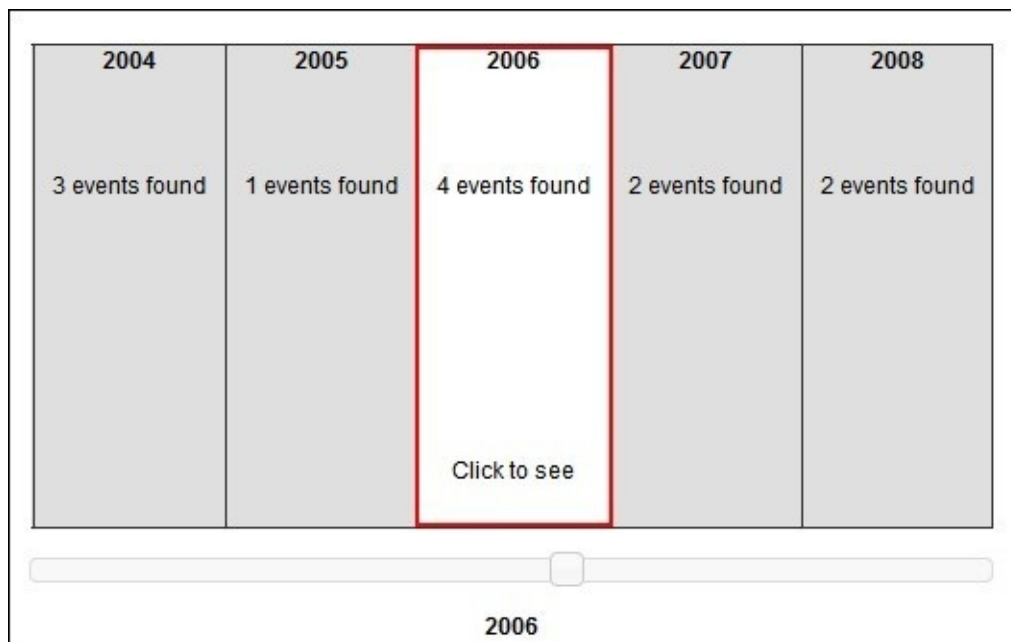 2004 2005 2006 2007 2008
3 events found 1 events found 4 events found 2 events found 2 events found
Click to see
2006